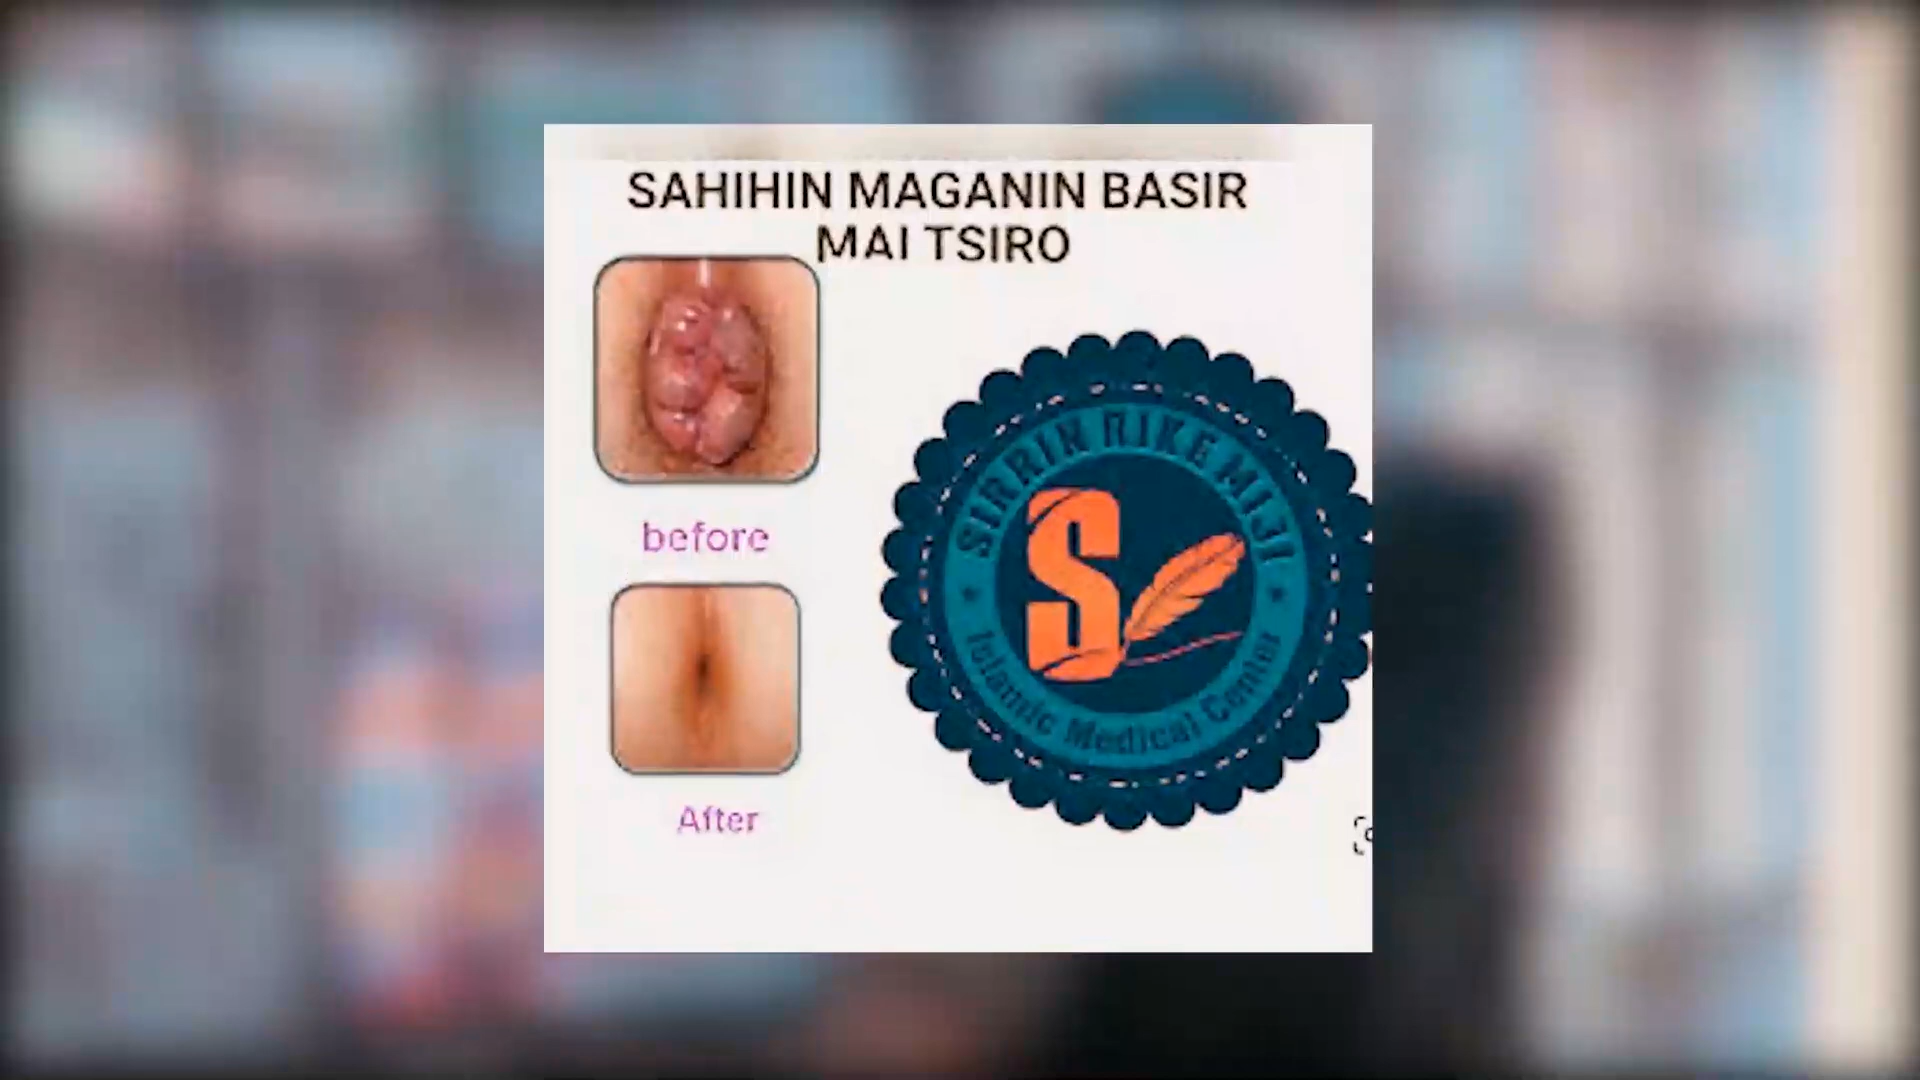 SAHIHIN MAGANIN BASIR
MAI TSIRO
before
After
SIRRIN RIKE MIJI
S
Islamic Medical Center